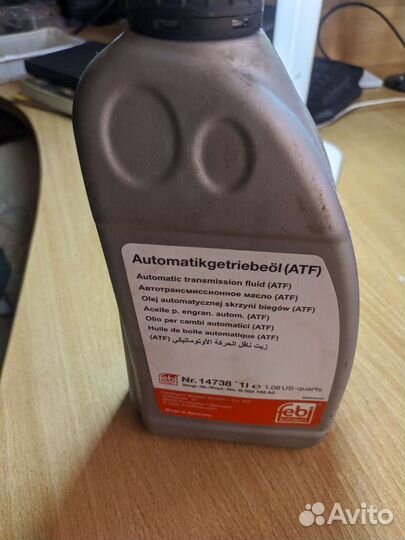 Automatikgetriebeöl (ATF)
Automatic transmission fluid (ATF)
Автотрансмиссионное масло (ATF)
Olej automatycznej skrzyni biegów (ATF)
Aceite p. engran. autom. (ATF)
Olio per cambi automatici (ATF)
Huile de boîte automatique (ATF)
زيت ناقل الحركة الأوتوماتيكي (ATF)
Nr. 14738 1l e 1,06 US-quarts
febi
bilstein
Made in Germany
Avito